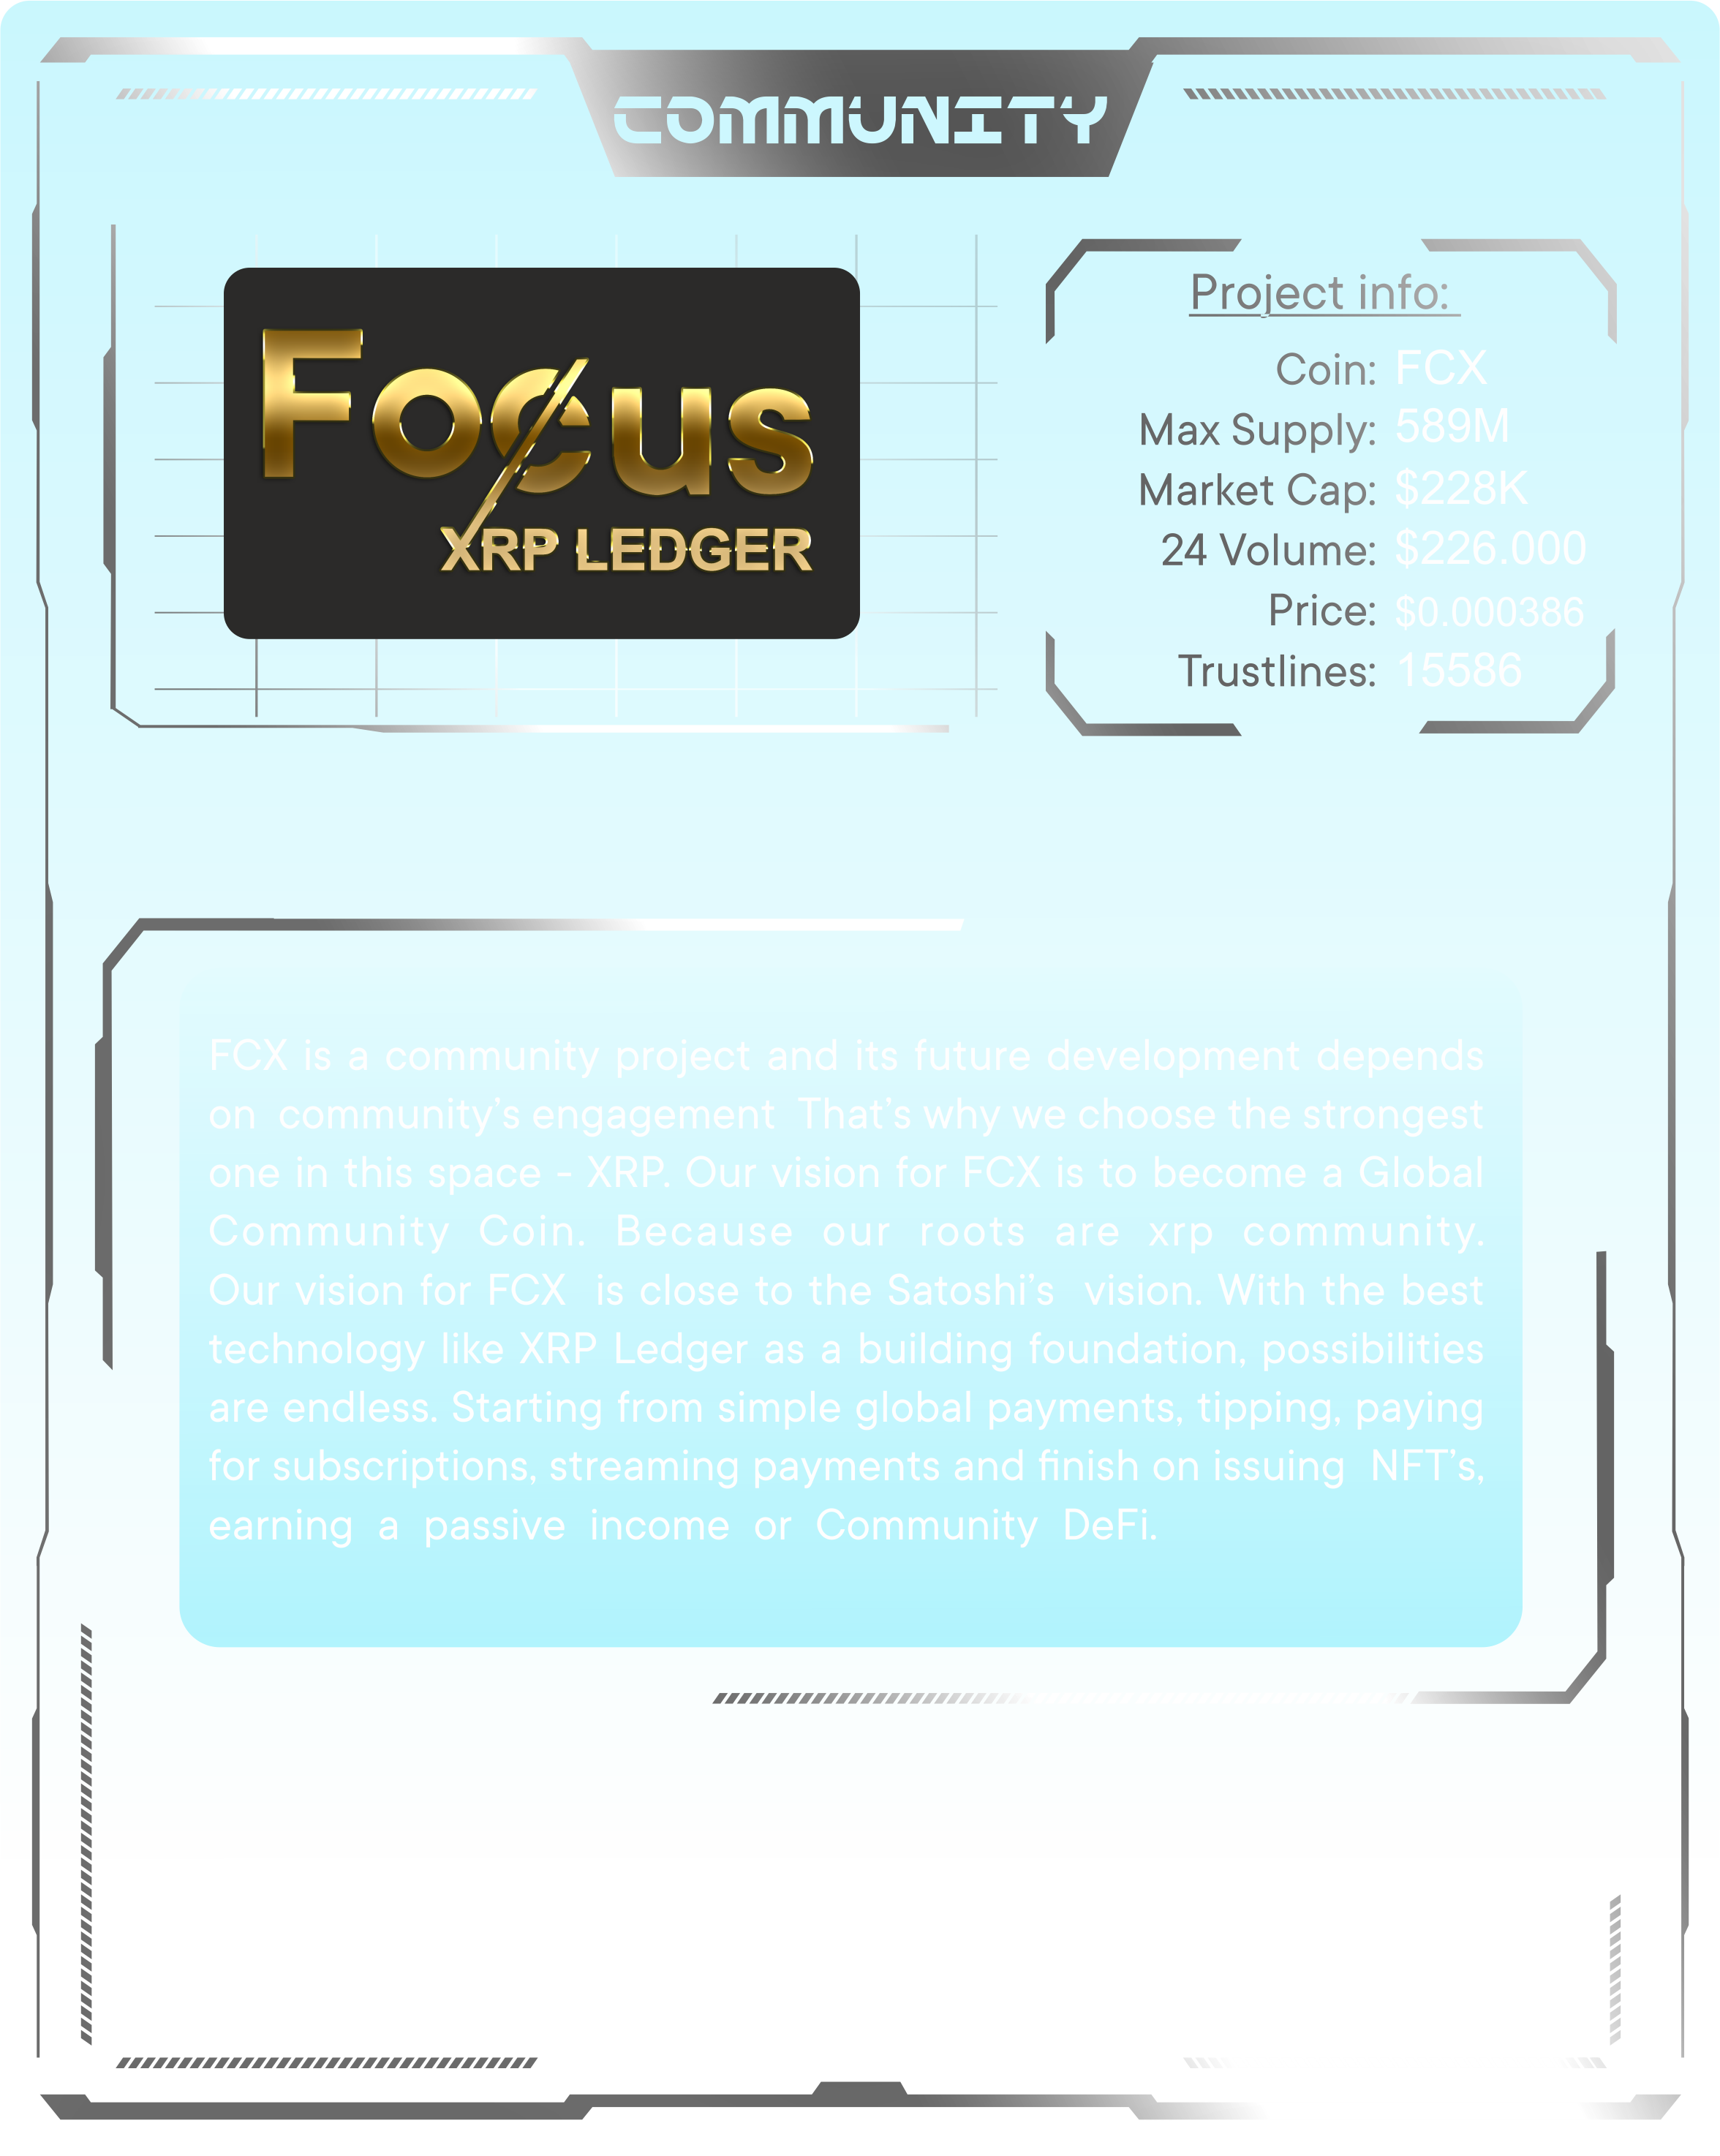 COMMUNITY
Focus
XRP LEDGER
Project info:
Coin: FCX
Max Supply: 589M
Market Cap: $228K
24 Volume: $226.000
Price: $0.000386
Trustlines: 15586
FCX is a community project and its future development depends
on community’s engagement That’s why we choose the strongest
one in this space - XRP. Our vision for FCX is to become a Global
Community Coin. Because our roots are xrp community.
Our vision for FCX is close to the Satoshi’s vision. With the best
technology like XRP Ledger as a building foundation, possibilities
are endless. Starting from simple global payments, tipping, paying
for subscriptions, streaming payments and finish on issuing NFT’s,
earning a passive income or Community DeFi.